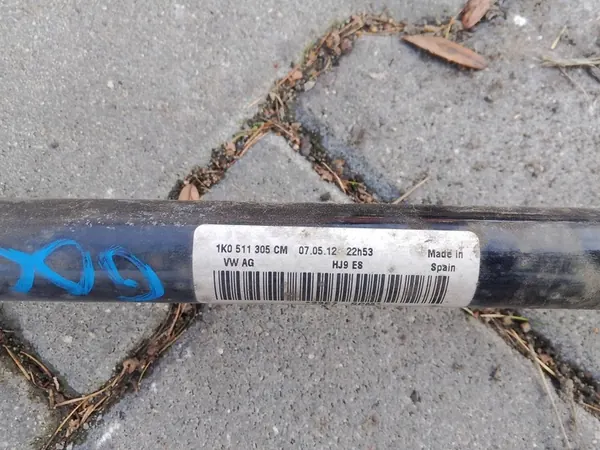 1K0 511 305 CM 07.05.12 22h53 Made in
VW AG HJ9 E8 Spain